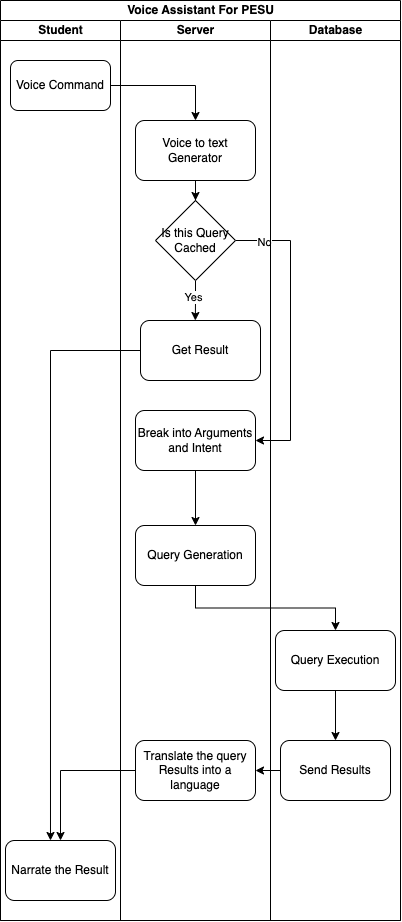 Voice Assistant For PESU
Student
Server
Database
Voice Command
Voice to text
Generator
Is this Query
Cached
No
Yes
Get Result
Break into Arguments
and Intent
Query Generation
Query Execution
Translate the query
Results into a
language
Send Results
Narrate the Result